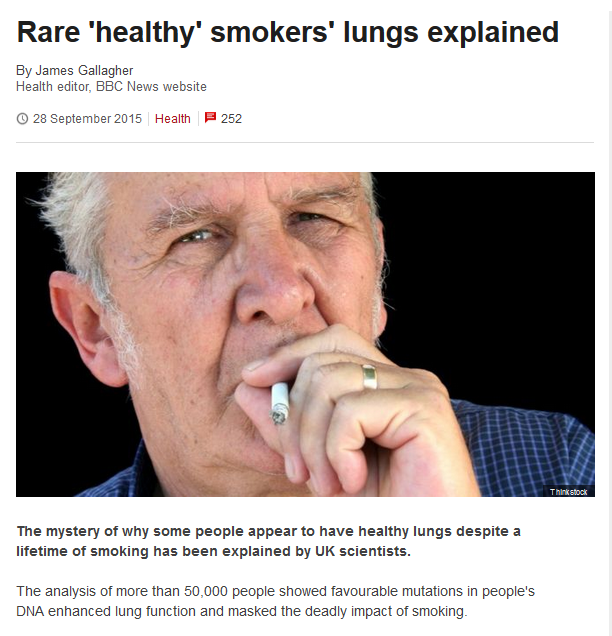 Rare 'healthy' smokers' lungs explained
By James Gallagher
Health editor, BBC News website
28 September 2015 Health 252
Thinkstock
The mystery of why some people appear to have healthy lungs despite a
lifetime of smoking has been explained by UK scientists.
The analysis of more than 50,000 people showed favourable mutations in people's
DNA enhanced lung function and masked the deadly impact of smoking.